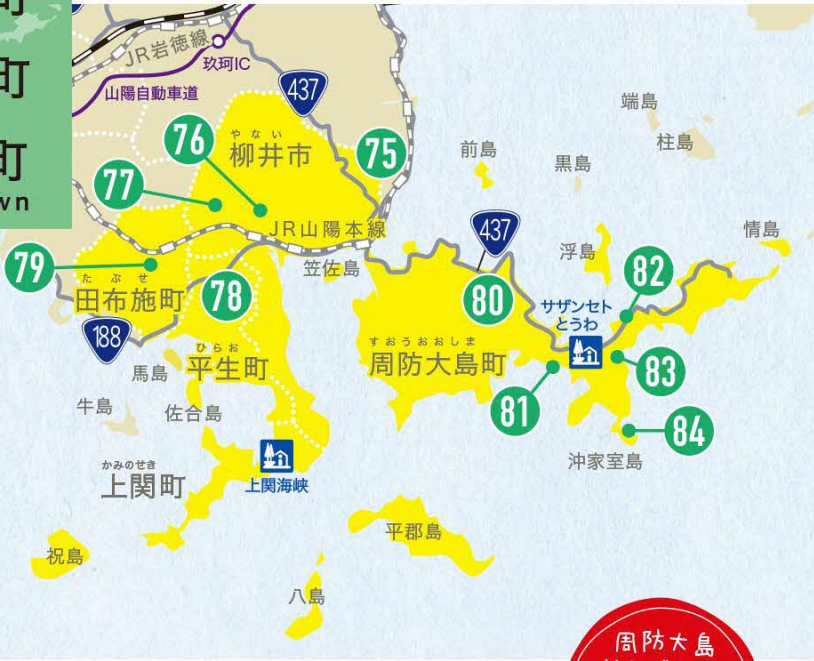 町
町
町
wn
JR岩徳線
玖珂IC
山陽自動車道
437
76
やない
柳井市
75
77
端島
柱島
前島
黒島
JR山陽本線
437
情島
79
たぶせ
田布施町
78
笠佐島
浮島
82
80
サザンセト
とうわ
188
ひらお
平生町
すおうおおしま
周防大島町
馬島
83
牛島
佐合島
81
84
かみのせき
上関町
上関海峡
沖家室島
祝島
平郡島
八島
周防大島